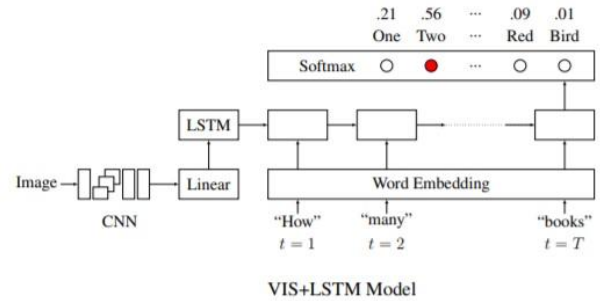 .21 .56 ... .09 .01
One Two ... Red Bird
Softmax ...
LSTM
Image Linear Word Embedding
CNN "How" "many" "books"
t = 1 t = 2 t = T
VIS+LSTM Model